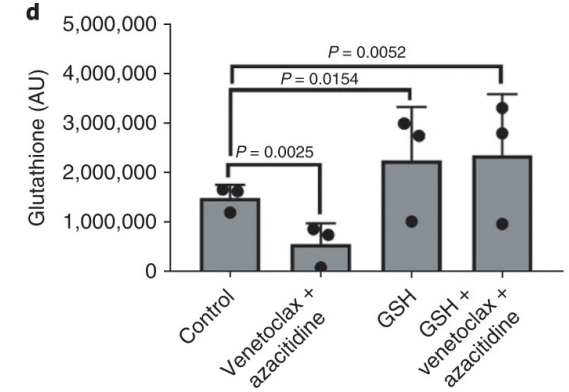 d
Glutathione (AU)
5,000,000
4,000,000
3,000,000
2,000,000
1,000,000
0
P = 0.0052
P = 0.0154
P = 0.0025
Control
Venetoclax +
azacitidine
GSH
GSH +
venetoclax +
azacitidine